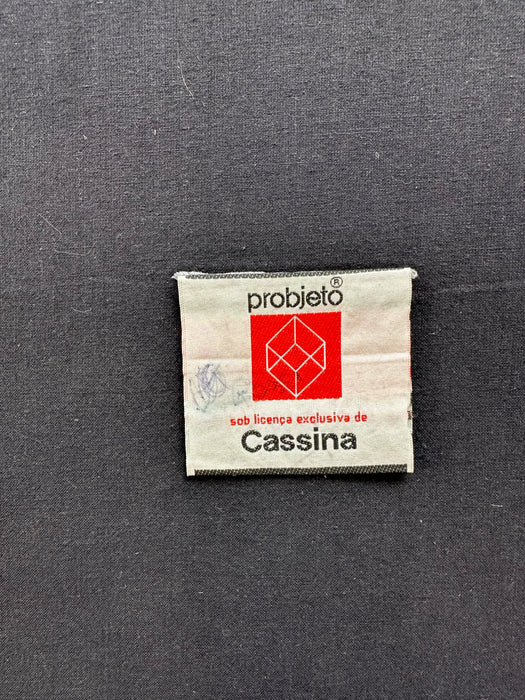 probjeto®
sob licença exclusiva de
Cassina